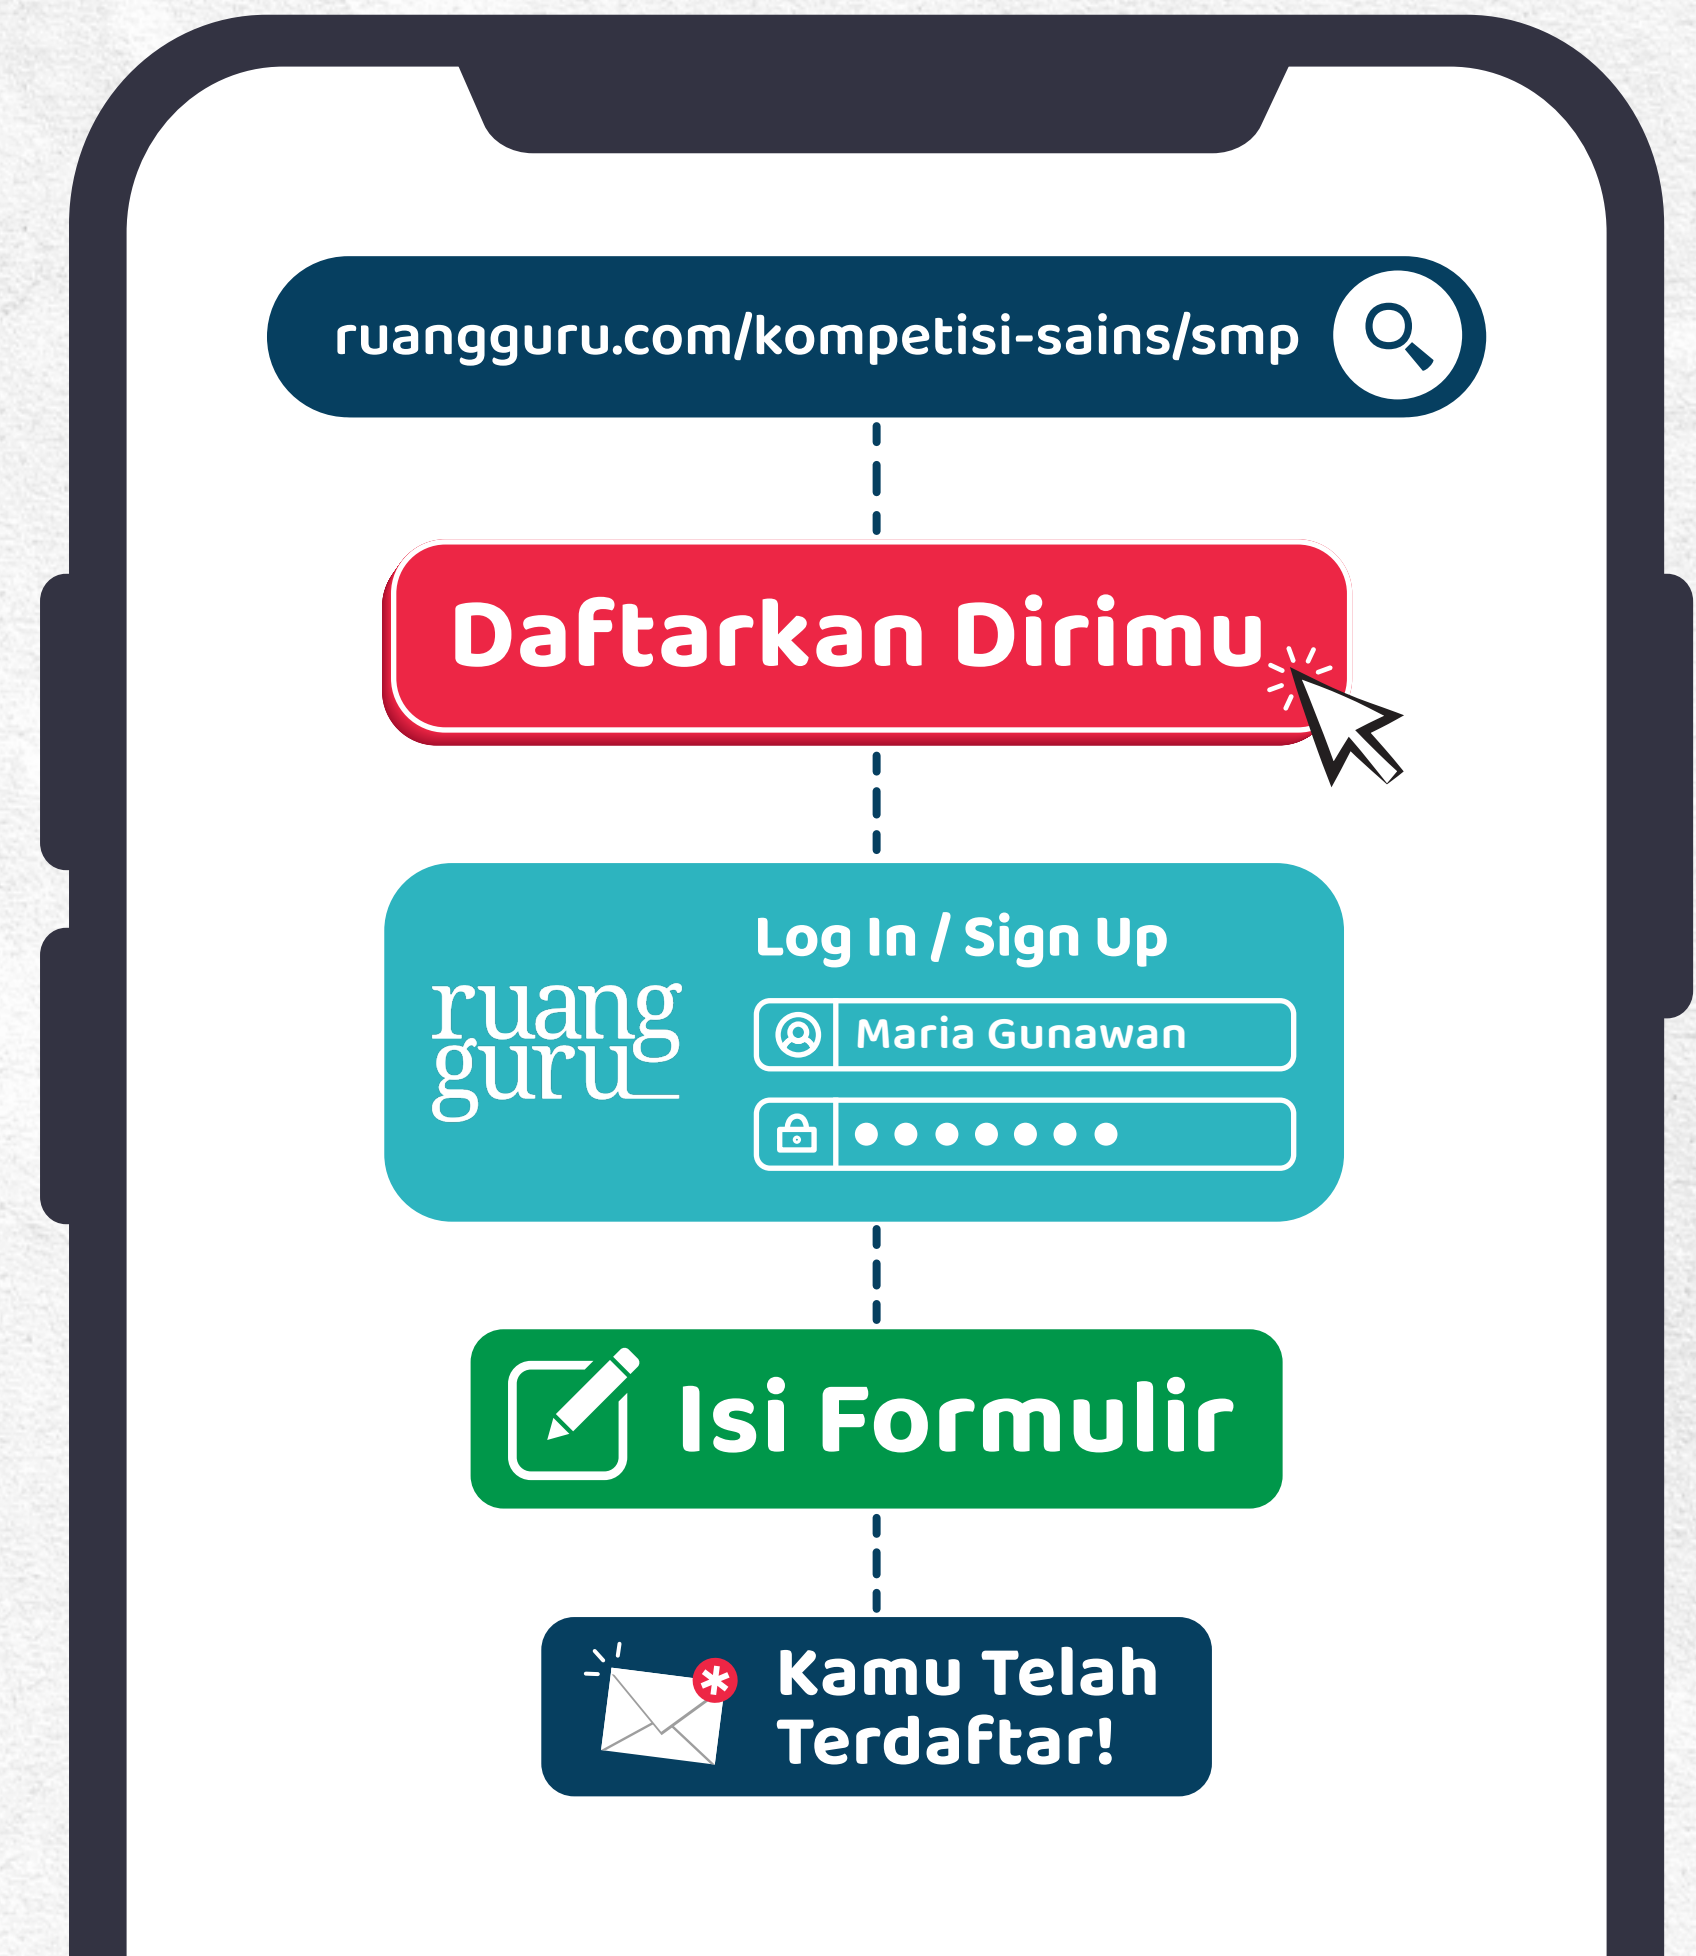 ruangguru.com/kompetisi-sains/smp
Daftarkan Dirimu
Log In / Sign Up
ruang
guru
Maria Gunawan
Isi Formulir
Kamu Telah
Terdaftar!